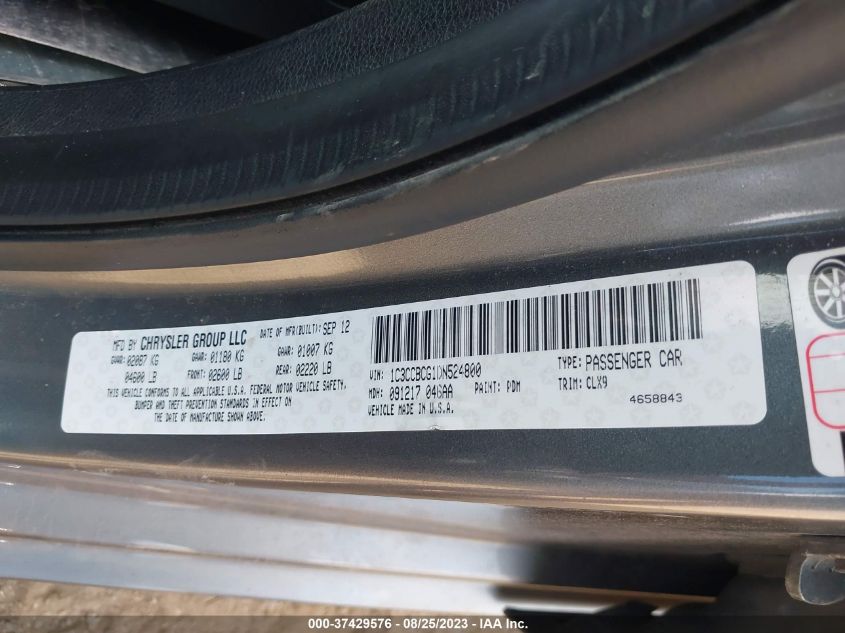 MFD BY CHRYSLER GROUP LLC DATE OF MFR(BUILT): SEP 12
GVWR: 02087 KG GAWR: 01180 KG GAWR: 01007 KG
04600 LB FRONT: 02600 LB REAR: 02220 LB
THIS VEHICLE CONFORMS TO ALL APPLICABLE U.S.A. FEDERAL MOTOR VEHICLE SAFETY,
BUMPER AND THEFT PREVENTION STANDARDS IN EFFECT ON
THE DATE OF MANUFACTURE SHOWN ABOVE.
VIN: 1C3CCBCG1DN524800 TYPE: PASSENGER CAR
MDH: 091217 046AA PAINT: PDM TRIM: CLX9
VEHICLE MADE IN U.S.A. 4658843
000-37429576 - 08/25/2023 - © IAA, Inc.